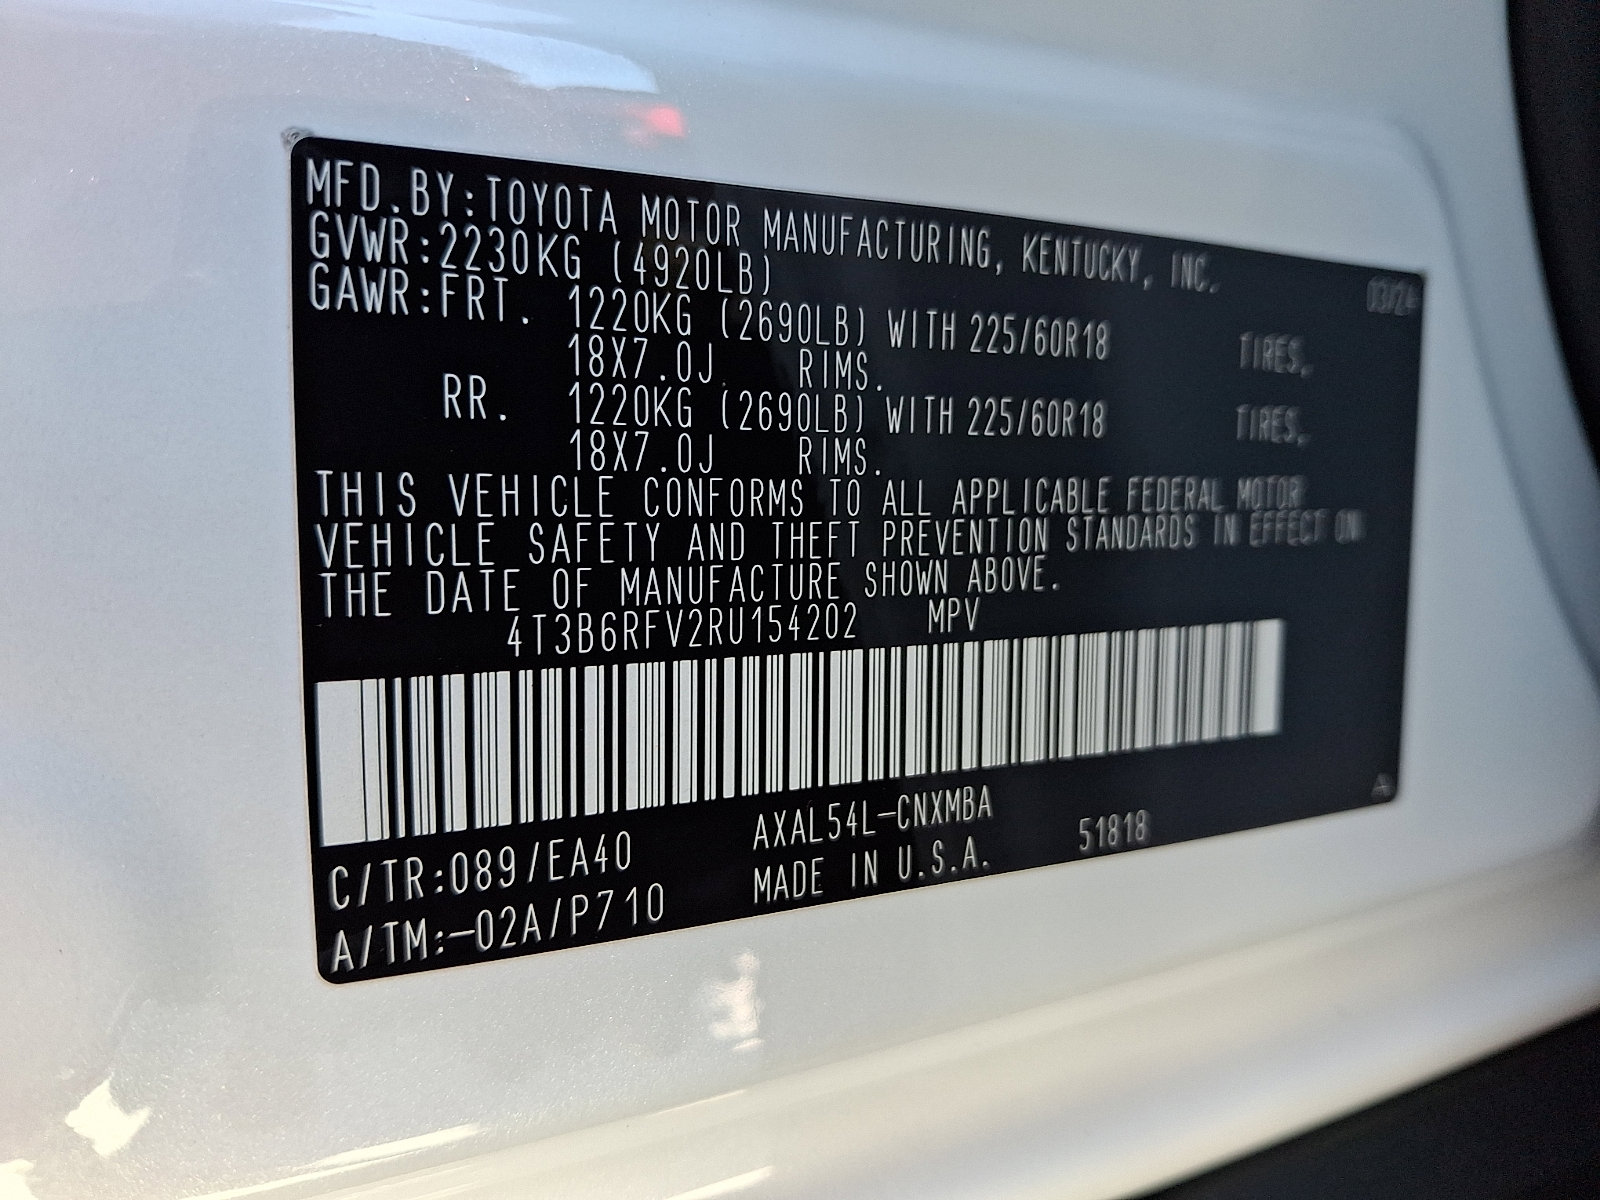 MFD.BY:TOYOTA MOTOR MANUFACTURING, KENTUCKY, INC.
GVWR:2230KG (4920LB) 03/24
GAWR:FRT. 1220KG (2690LB) WITH 225/60R18 TIRES,
18X7.0J RIMS.
RR. 1220KG (2690LB) WITH 225/60R18 TIRES,
18X7.0J RIMS.
THIS VEHICLE CONFORMS TO ALL APPLICABLE FEDERAL MOTOR
VEHICLE SAFETY AND THEFT PREVENTION STANDARDS IN EFFECT ON
THE DATE OF MANUFACTURE SHOWN ABOVE.
4T3B6RFV2RU154202 MPV
C/TR:089/EA40 AXAL54L-CNXMBA
A/TM:-02A/P710 MADE IN U.S.A. 51818
A